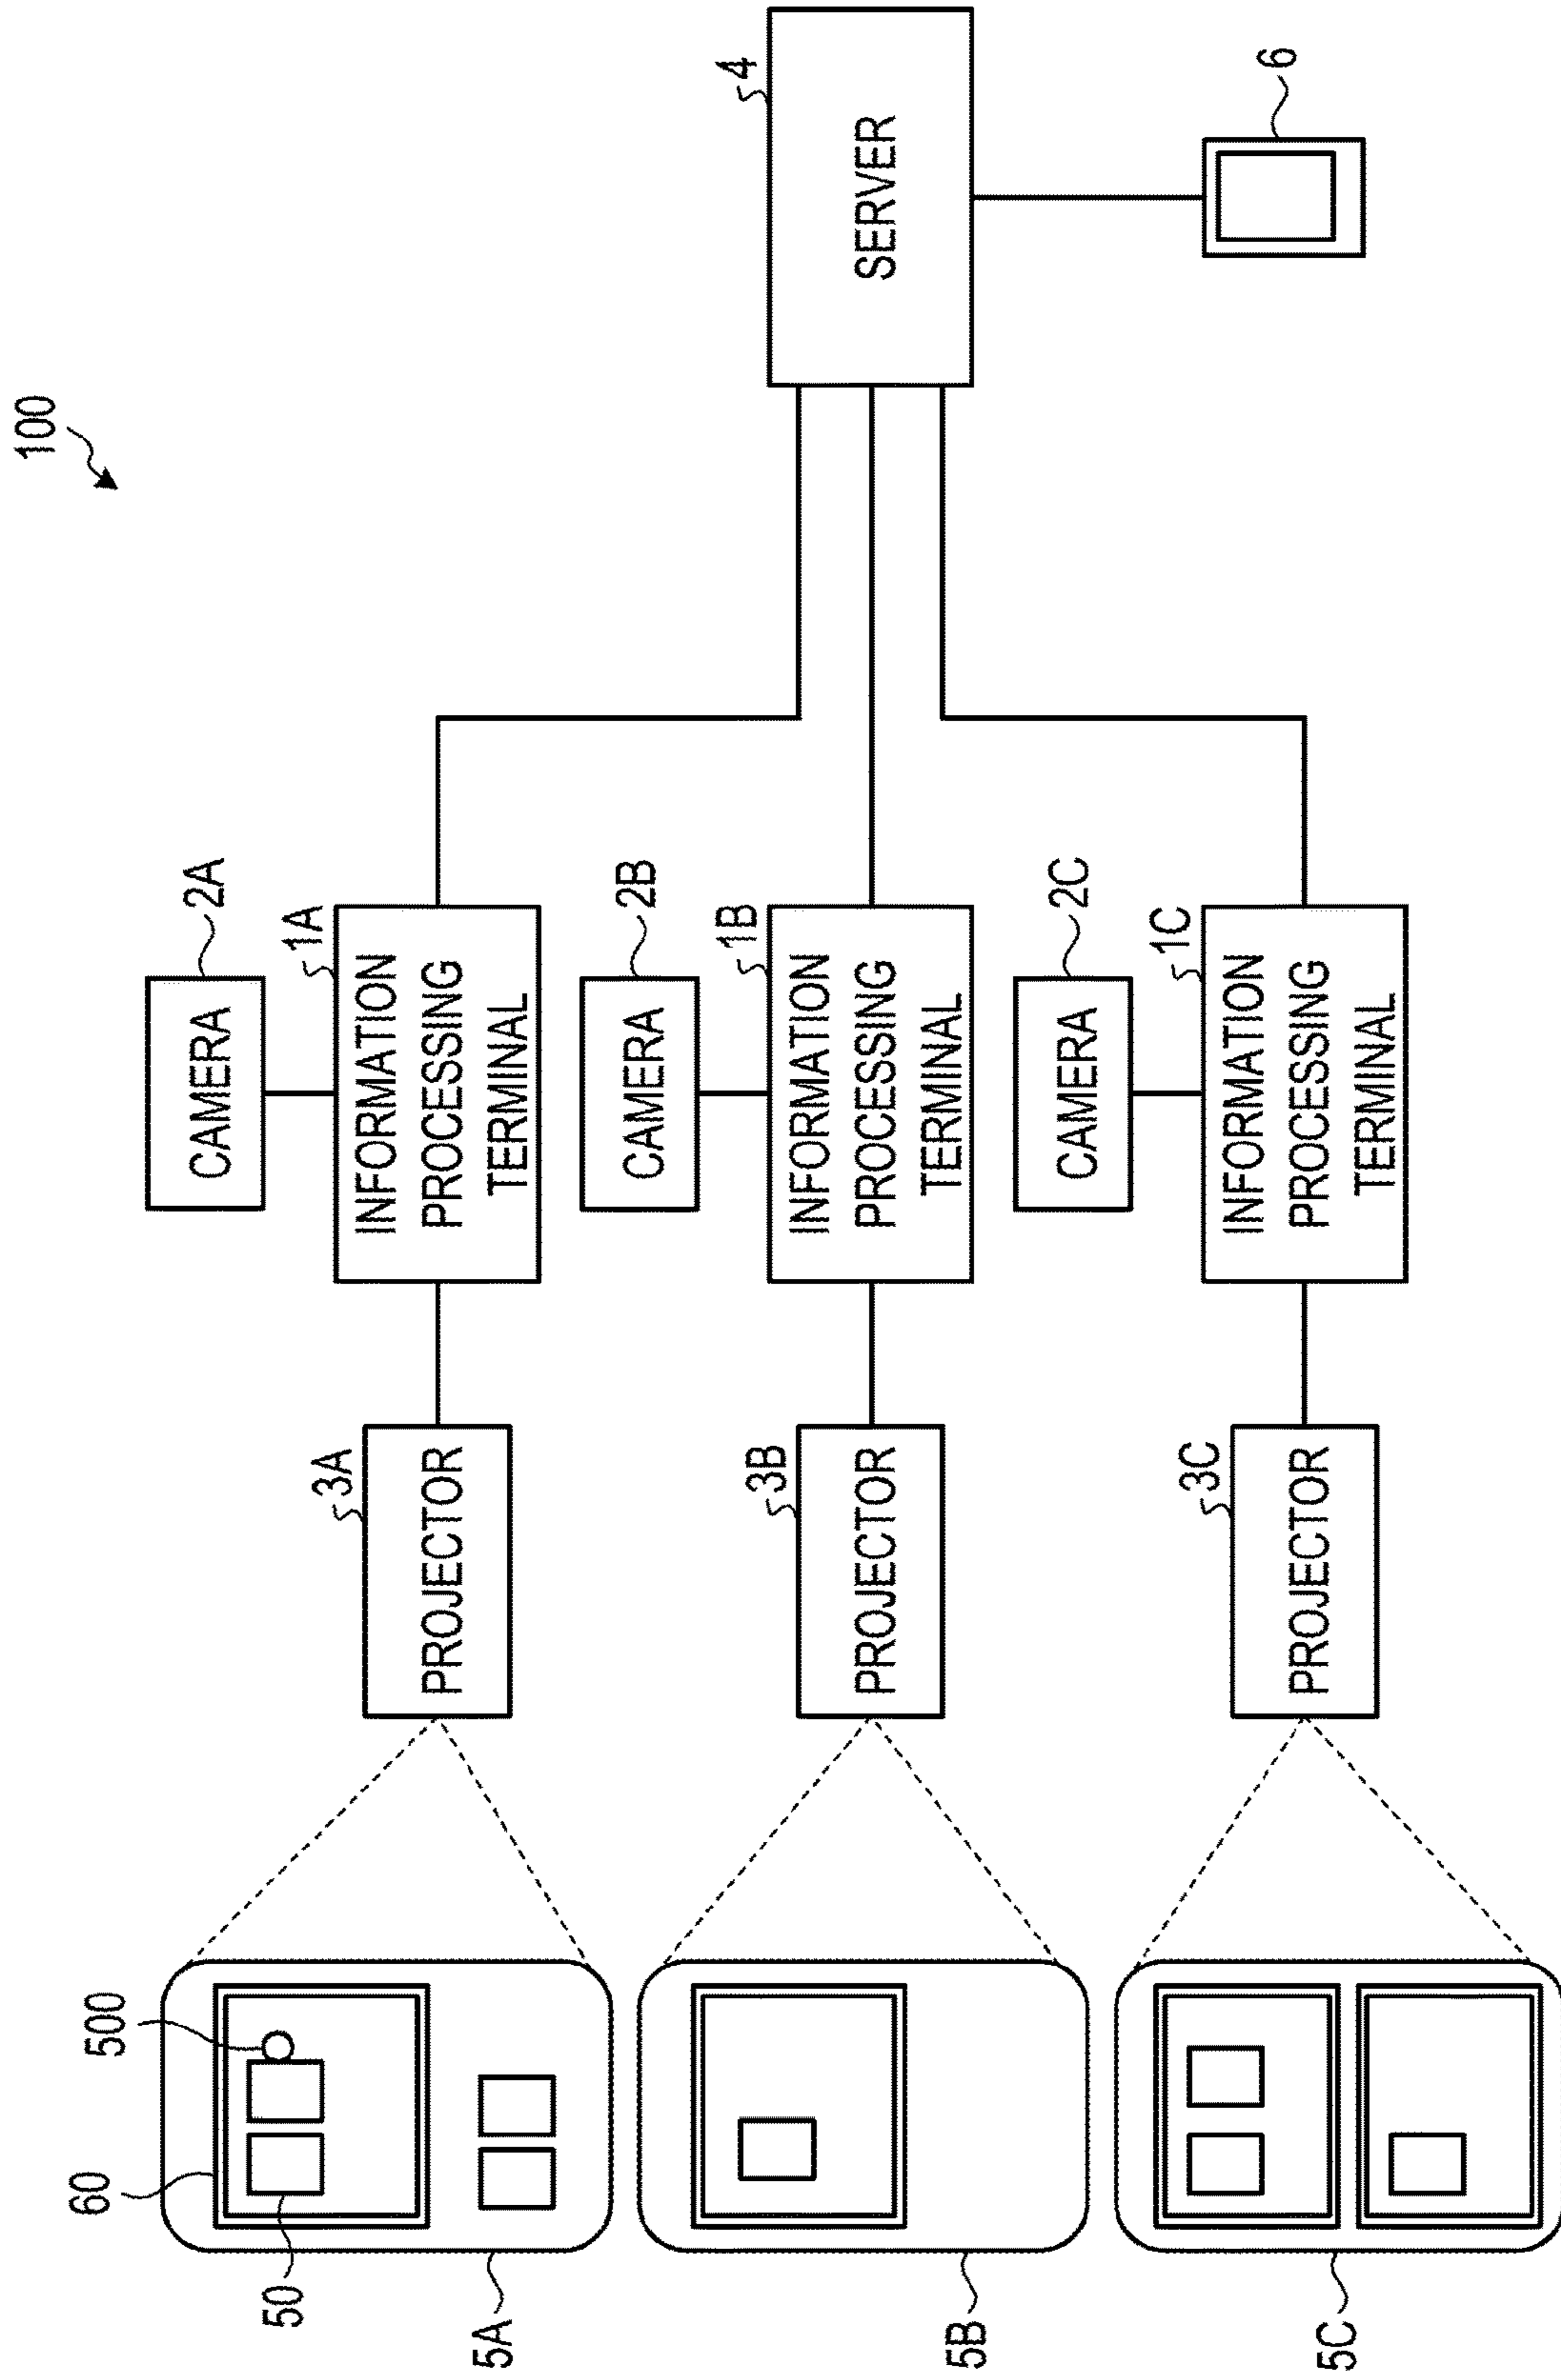 100
5A
50
60
500
3A
PROJECTOR
2A
CAMERA
1A
INFORMATION
PROCESSING
TERMINAL
5B
3B
PROJECTOR
2B
CAMERA
1B
INFORMATION
PROCESSING
TERMINAL
4
SERVER
5C
3C
PROJECTOR
2C
CAMERA
1C
INFORMATION
PROCESSING
TERMINAL
6